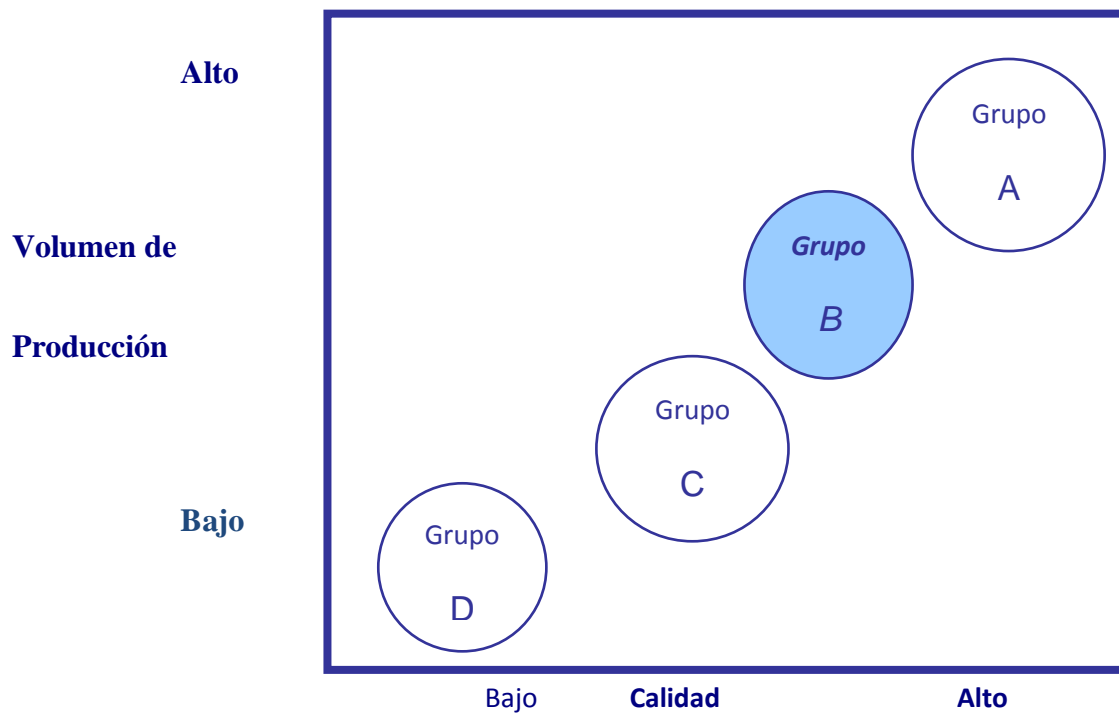 Alto
Grupo
A
Volumen de
Grupo
B
Producción
Grupo
C
Bajo
Grupo
D
Bajo Calidad Alto